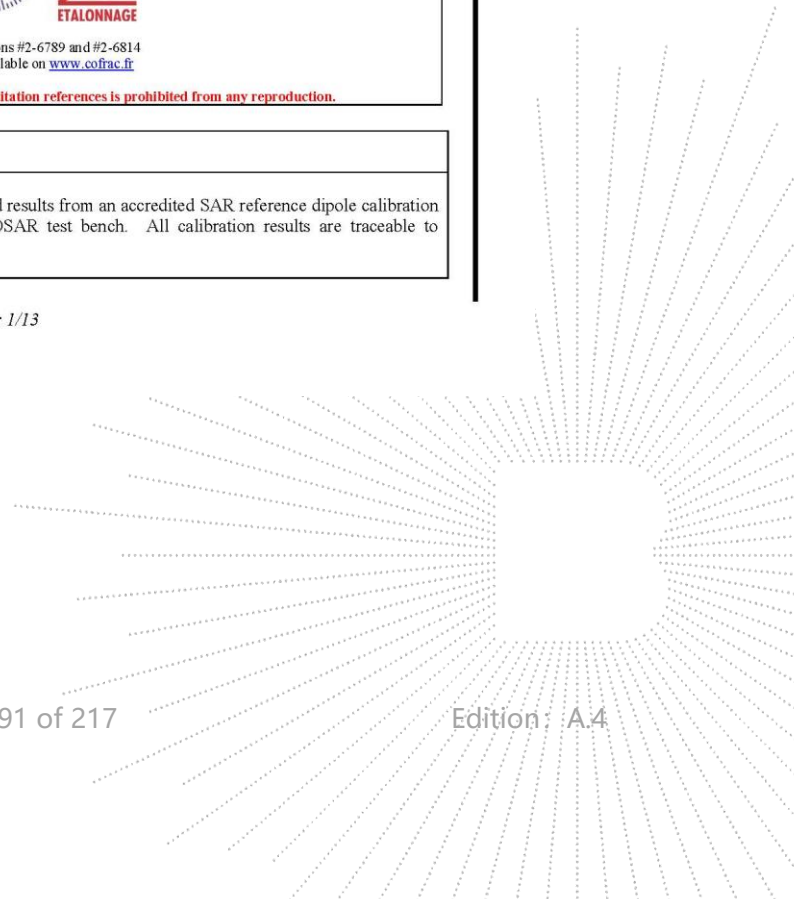 ETALONNAGE
ns #2-6789 and #2-6814
lable on www.cofrac.fr
itation references is prohibited from any reproduction.
results from an accredited SAR reference dipole calibration
SAR test bench. All calibration results are traceable to
1/13
91 of 217
Edition: A.4